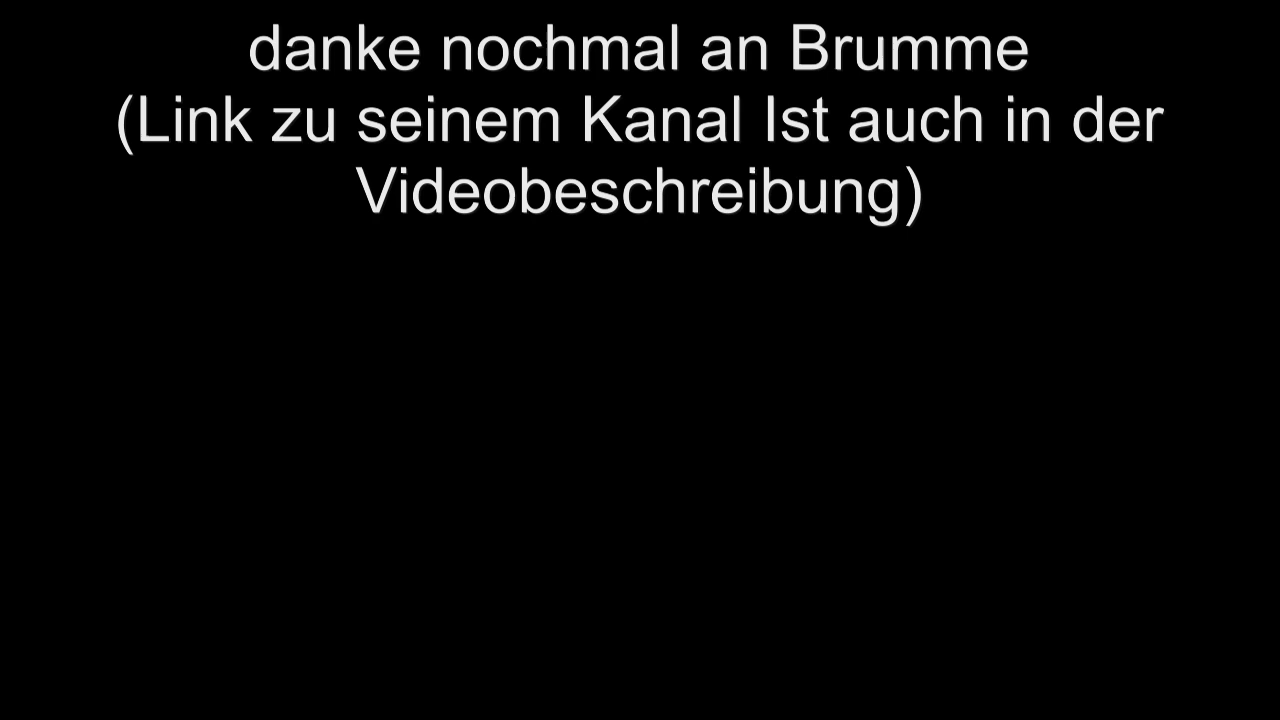 danke nochmal an Brumme
(Link zu seinem Kanal Ist auch in der
Videobeschreibung)